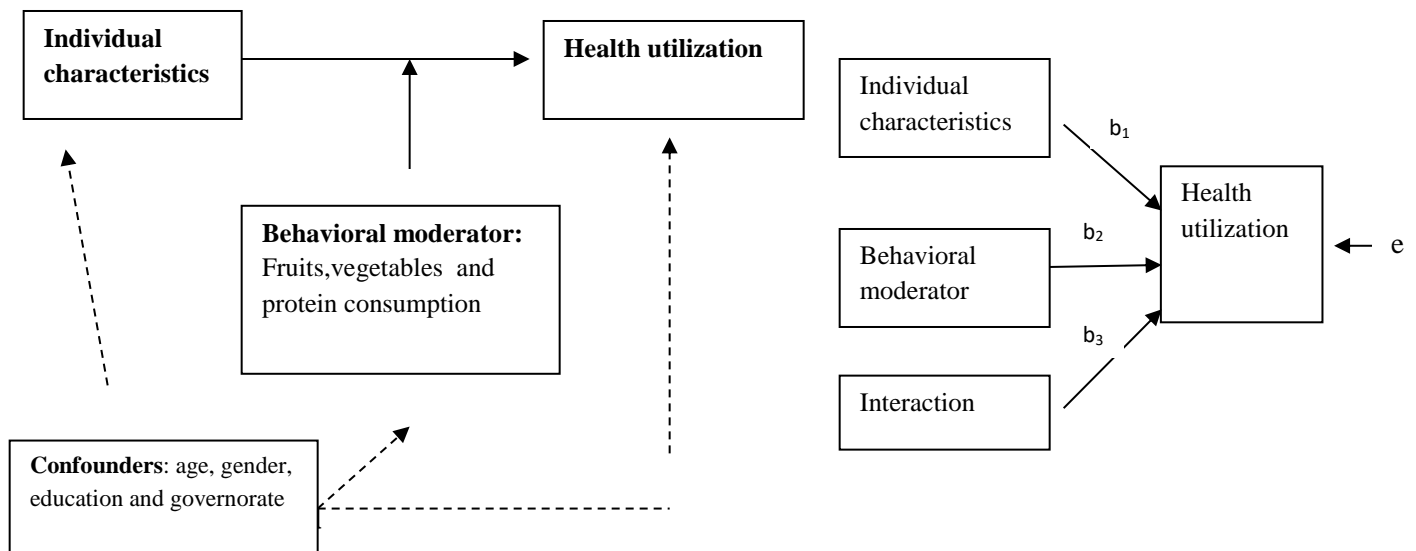 Individual
characteristics
Health utilization
Behavioral moderator:
Fruits,vegetables and
protein consumption
Confounders: age, gender,
education and governorate
Individual
characteristics
b₁
Health
utilization
b₂
e
Behavioral
moderator
b₃
Interaction